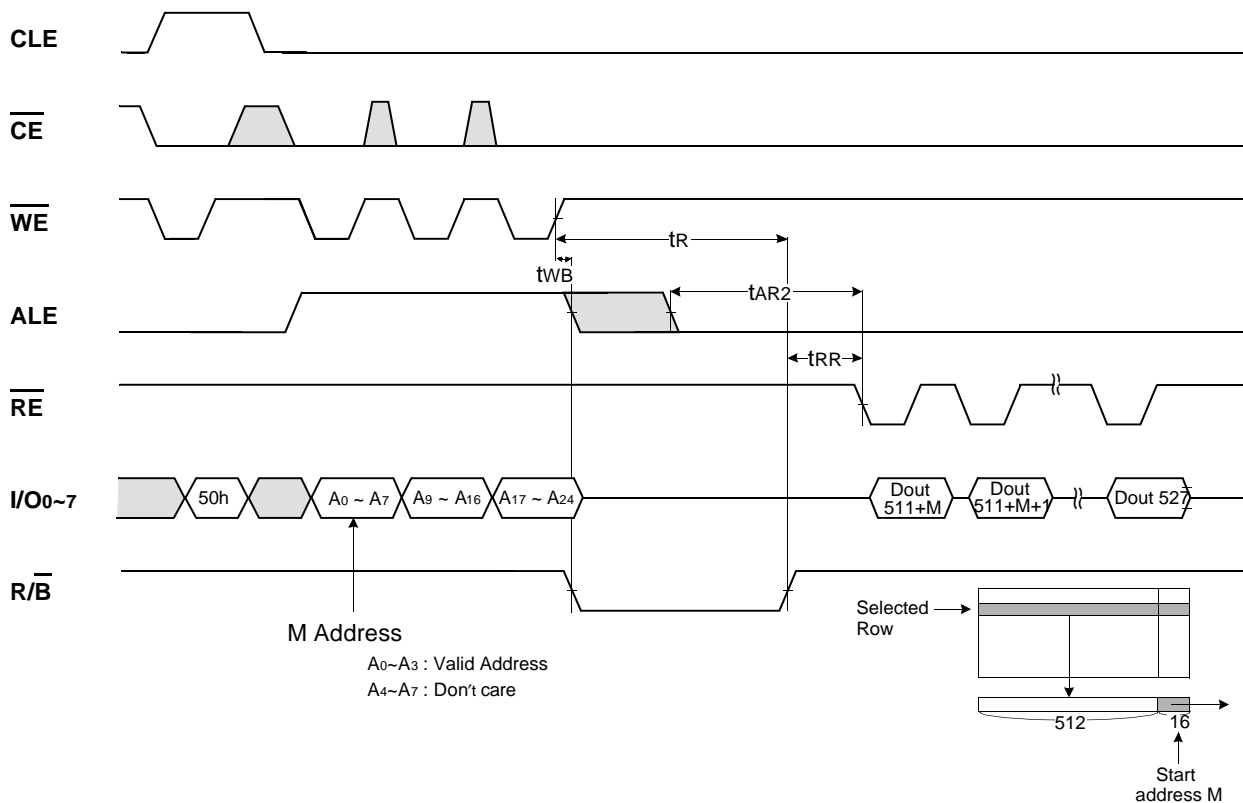 CLE
CE
WE
tR
tWB
ALE
tAR2
tRR
RE
I/O0~7
50h
A0 ~ A7
A9 ~ A16
A17 ~ A24
Dout
511+M
Dout
511+M+1
Dout 527
R/B
M Address
A0~A3 : Valid Address
A4~A7 : Don't care
Selected
Row
512
16
Start
address M